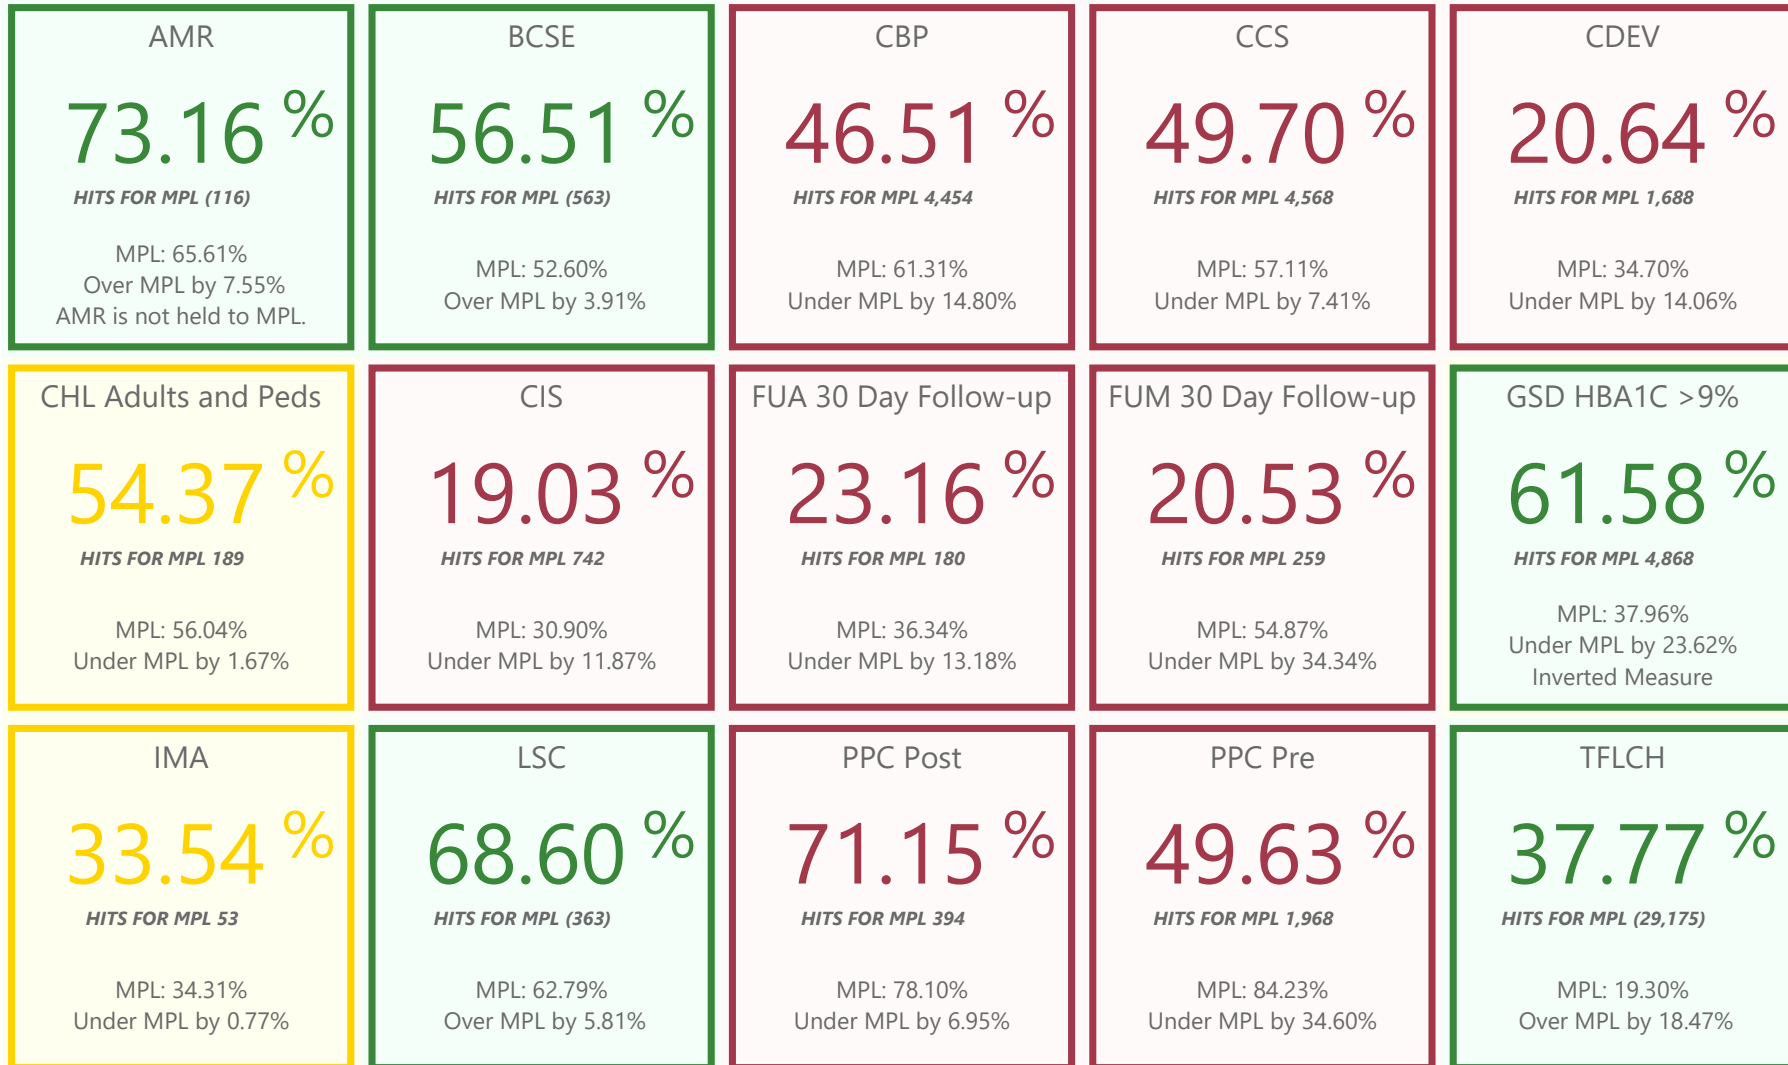 AMR
73.16 %
HITS FOR MPL (116)
MPL: 65.61%
Over MPL by 7.55%
AMR is not held to MPL.
BCSE
56.51 %
HITS FOR MPL (563)
MPL: 52.60%
Over MPL by 3.91%
CBP
46.51 %
HITS FOR MPL 4,454
MPL: 61.31%
Under MPL by 14.80%
CCS
49.70 %
HITS FOR MPL 4,568
MPL: 57.11%
Under MPL by 7.41%
CDEV
20.64 %
HITS FOR MPL 1,688
MPL: 34.70%
Under MPL by 14.06%
CHL Adults and Peds
54.37 %
HITS FOR MPL 189
MPL: 56.04%
Under MPL by 1.67%
CIS
19.03 %
HITS FOR MPL 742
MPL: 30.90%
Under MPL by 11.87%
FUA 30 Day Follow-up
23.16 %
HITS FOR MPL 180
MPL: 36.34%
Under MPL by 13.18%
FUM 30 Day Follow-up
20.53 %
HITS FOR MPL 259
MPL: 54.87%
Under MPL by 34.34%
GSD HBA1C >9%
61.58 %
HITS FOR MPL 4,868
MPL: 37.96%
Under MPL by 23.62%
Inverted Measure
IMA
33.54 %
HITS FOR MPL 53
MPL: 34.31%
Under MPL by 0.77%
LSC
68.60 %
HITS FOR MPL (363)
MPL: 62.79%
Over MPL by 5.81%
PPC Post
71.15 %
HITS FOR MPL 394
MPL: 78.10%
Under MPL by 6.95%
PPC Pre
49.63 %
HITS FOR MPL 1,968
MPL: 84.23%
Under MPL by 34.60%
TFLCH
37.77 %
HITS FOR MPL (29,175)
MPL: 19.30%
Over MPL by 18.47%